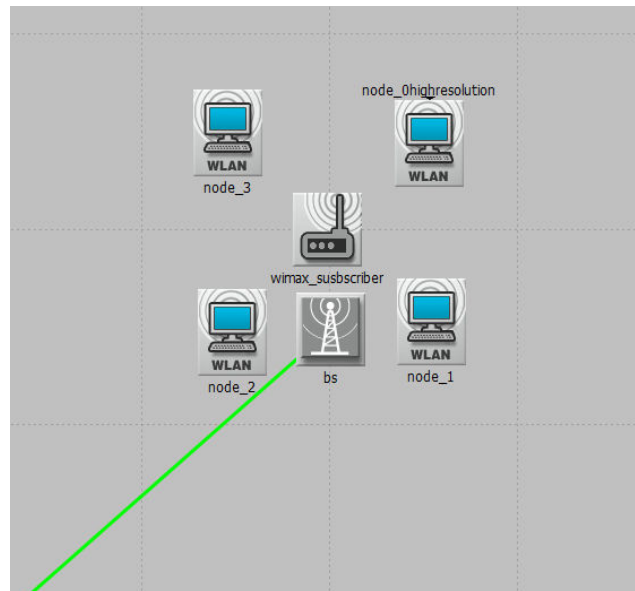 node_0highresolution
WLAN
WLAN
node_3
wimax_susbscriber
WLAN
WLAN
node_2
bs
node_1